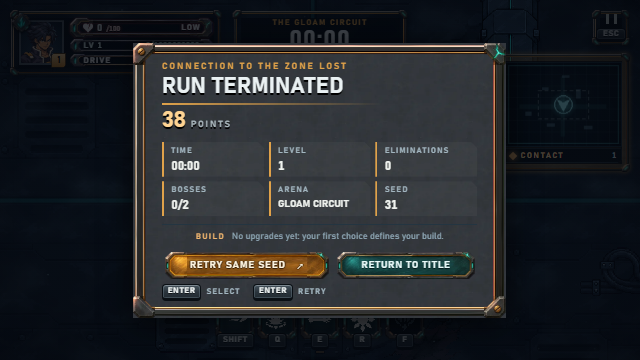 THE GLOAM CIRCUIT
00:00
0 /100 LOW
LV 1
DRIVE
1
ESC
CONTACT 1
CONNECTION TO THE ZONE LOST
RUN TERMINATED
38 POINTS
TIME LEVEL ELIMINATIONS
00:00 1 0
BOSSES ARENA SEED
0/2 GLOAM CIRCUIT 31
BUILD No upgrades yet: your first choice defines your build.
RETRY SAME SEED ↗ RETURN TO TITLE
ENTER SELECT ENTER RETRY
SHIFT Q E R F